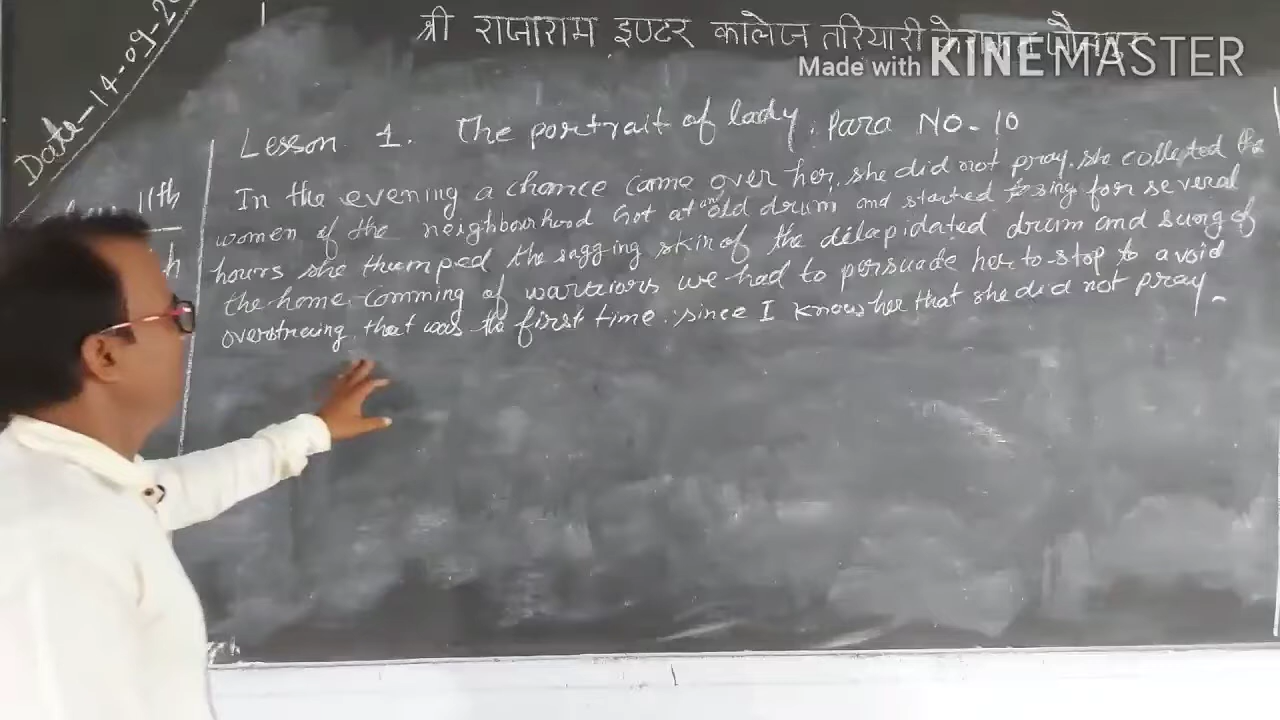 Date-14-09-2
श्री राजाराम इण्टर कालेज तरियारी
Made with KINEMASTER
Lesson 1. The portrait of lady. Para NO-10
11th
In the evening a chance came over her. she did not pray. she collected the
women of the neighbourhood Got at an old drum and started to sing for several
hours she thumped the sagging skin of the dilapidated drum and sung of
the home-comming of warriors we had to persuade her to-stop to avoid
that was the first time. since I know her that she did not pray.